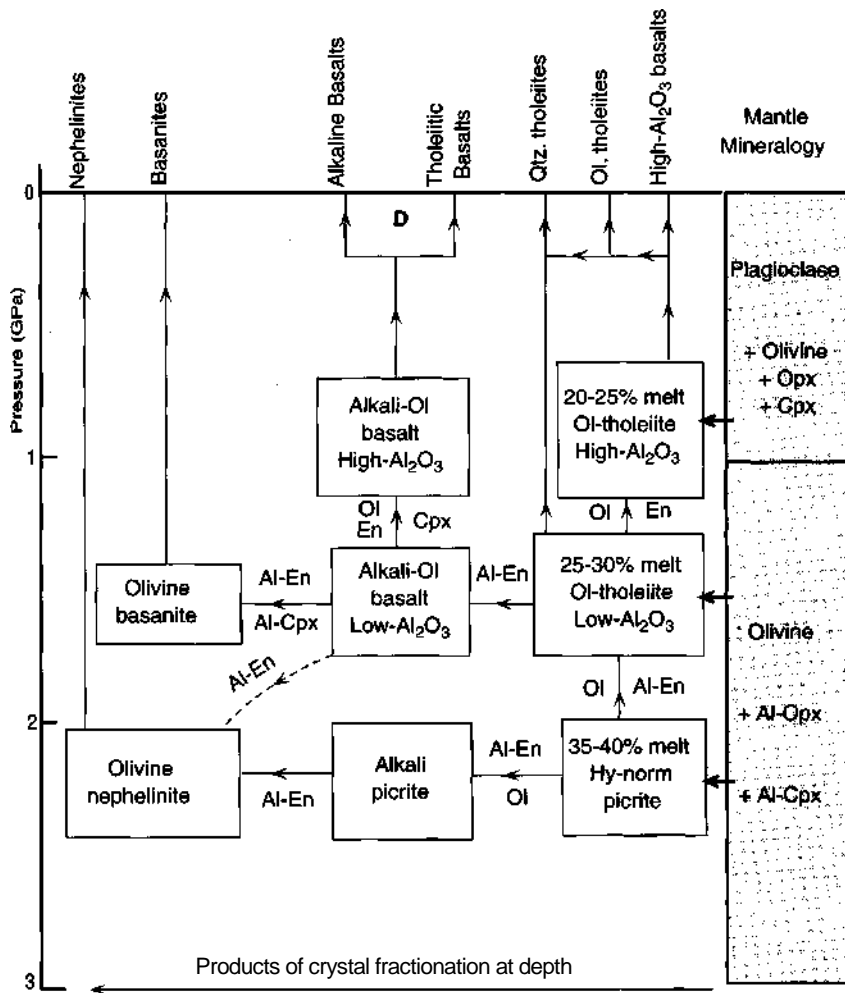 Nephelinites
Basanites
Alkaline Basalts
Tholeiitic
Basalts
Qtz. tholeiites
Ol. tholeiites
High-Al₂O₃ basalts
Mantle
Mineralogy
Pressure (GPa)
0
1
2
3
D
Plagioclase
+ Olivine
+ Opx
+ Cpx
Alkali-Ol
basalt
High-Al₂O₃
20-25% melt
Ol-tholeiite
High-Al₂O₃
Ol
En
Cpx
Ol
En
Olivine
basanite
Al-En
Al-Cpx
Alkali-Ol
basalt
Low-Al₂O₃
Al-En
25-30% melt
Ol-tholeiite
Low-Al₂O₃
Olivine
+ Al-Opx
+ Al-Cpx
Al-En
Ol
Al-En
Olivine
nephelinite
Al-En
Alkali
picrite
Al-En
Ol
35-40% melt
Hy-norm
picrite
Products of crystal fractionation at depth